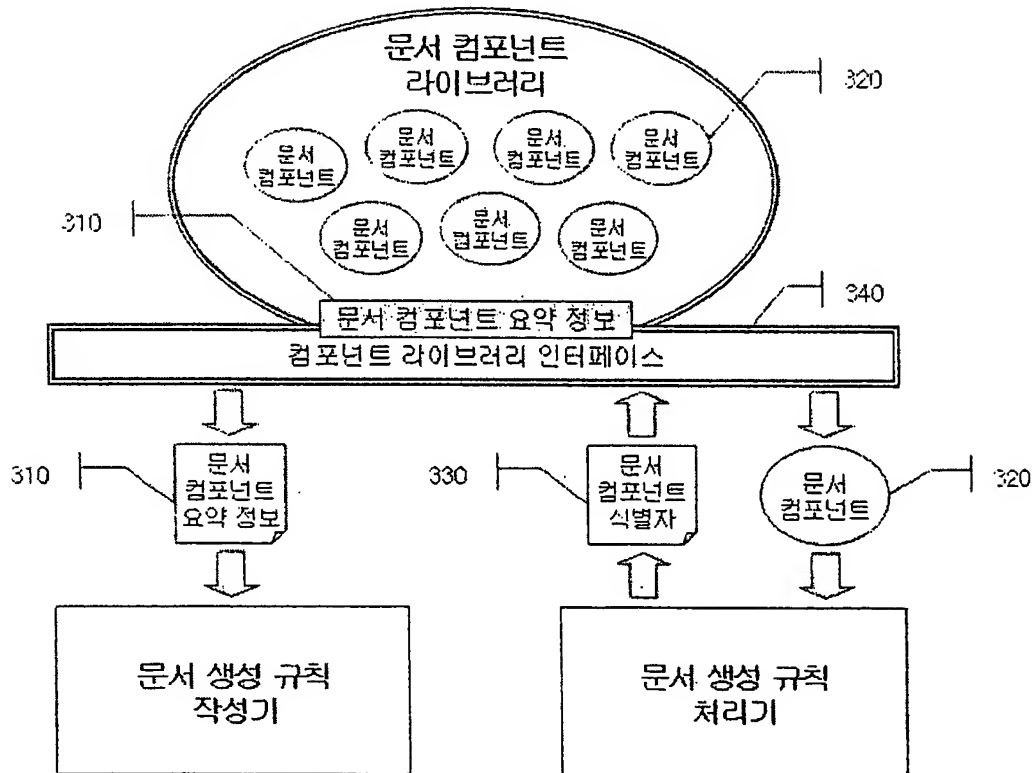 문서 컴포넌트
라이브러리
320
문서
컴포넌트
문서
컴포넌트
문서
컴포넌트
문서
컴포넌트
310
문서
컴포넌트
문서
컴포넌트
문서
컴포넌트
340
문서 컴포넌트 요약 정보
컴포넌트 라이브러리 인터페이스
310
문서
컴포넌트
요약 정보
330
문서
컴포넌트
식별자
문서
컴포넌트
320
문서 생성 규칙
작성기
문서 생성 규칙
처리기